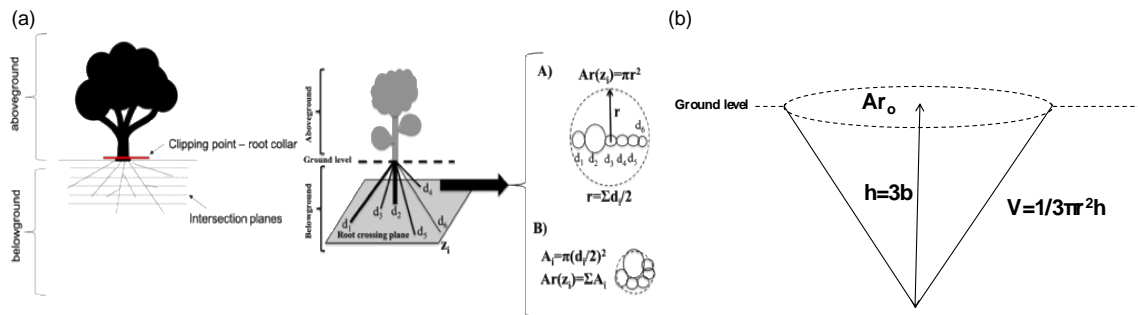 (a)
aboveground
belowground
Clipping point – root collar
Intersection planes
Aboveground
Ground level
Belowground
d₁
d₃
d₂
d₄
d₅
d₆
Root crossing plane
zᵢ
A)
Ar(zᵢ)=πr²
r
d₁ d₂ d₃ d₄ d₅ d₆
r=Σdᵢ/2
B)
Aᵢ=π(dᵢ/2)²
Ar(zᵢ)=ΣAᵢ
(b)
Ground level
Arₒ
h=3b
V=1/3πr²h